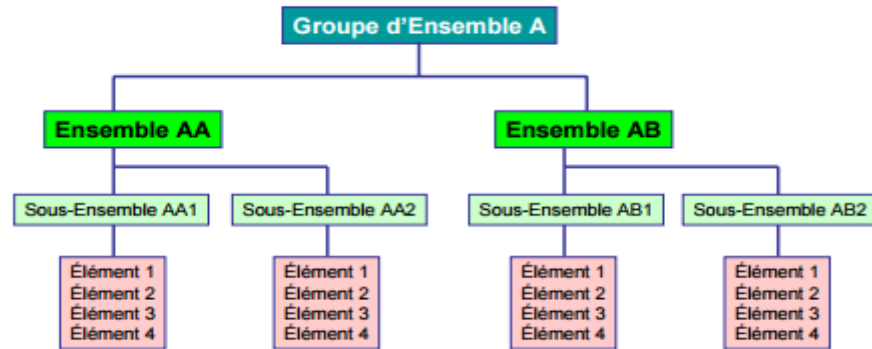 Groupe d'Ensemble A
Ensemble AA
Ensemble AB
Sous-Ensemble AA1
Sous-Ensemble AA2
Sous-Ensemble AB1
Sous-Ensemble AB2
Élément 1
Élément 2
Élément 3
Élément 4
Élément 1
Élément 2
Élément 3
Élément 4
Élément 1
Élément 2
Élément 3
Élément 4
Élément 1
Élément 2
Élément 3
Élément 4